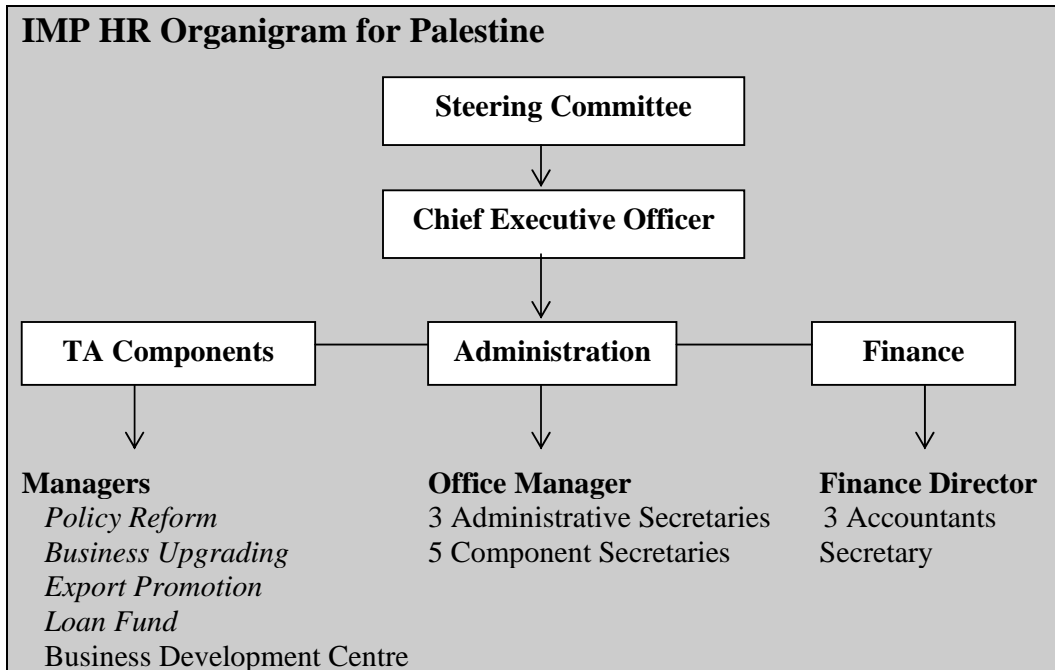 IMP HR Organigram for Palestine
Steering Committee
Chief Executive Officer
TA Components
Administration
Finance
Managers
Policy Reform
Business Upgrading
Export Promotion
Loan Fund
Business Development Centre
Office Manager
3 Administrative Secretaries
5 Component Secretaries
Finance Director
3 Accountants
Secretary